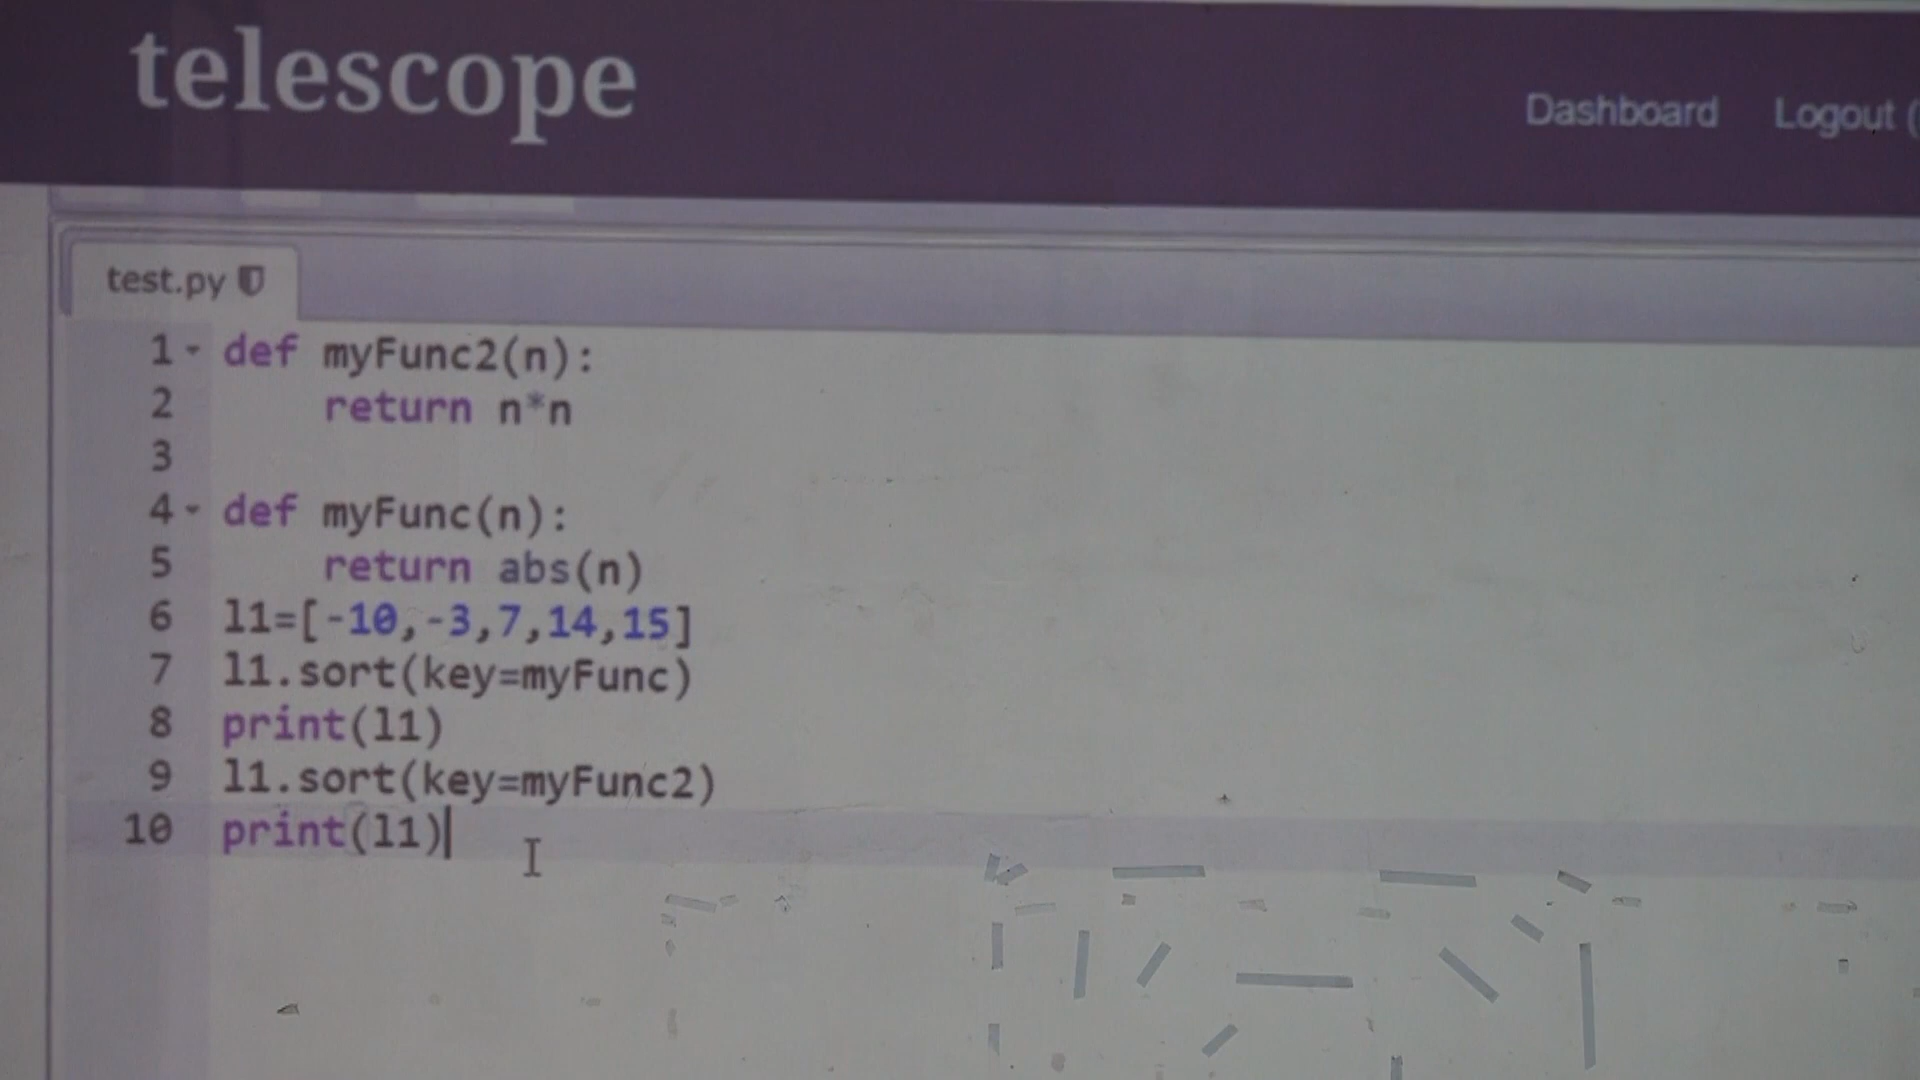 telescope
Dashboard Logout (
test.py
1 def myFunc2(n):
2     return n*n
3
4 def myFunc(n):
5     return abs(n)
6 l1=[-10,-3,7,14,15]
7 l1.sort(key=myFunc)
8 print(l1)
9 l1.sort(key=myFunc2)
10 print(l1)